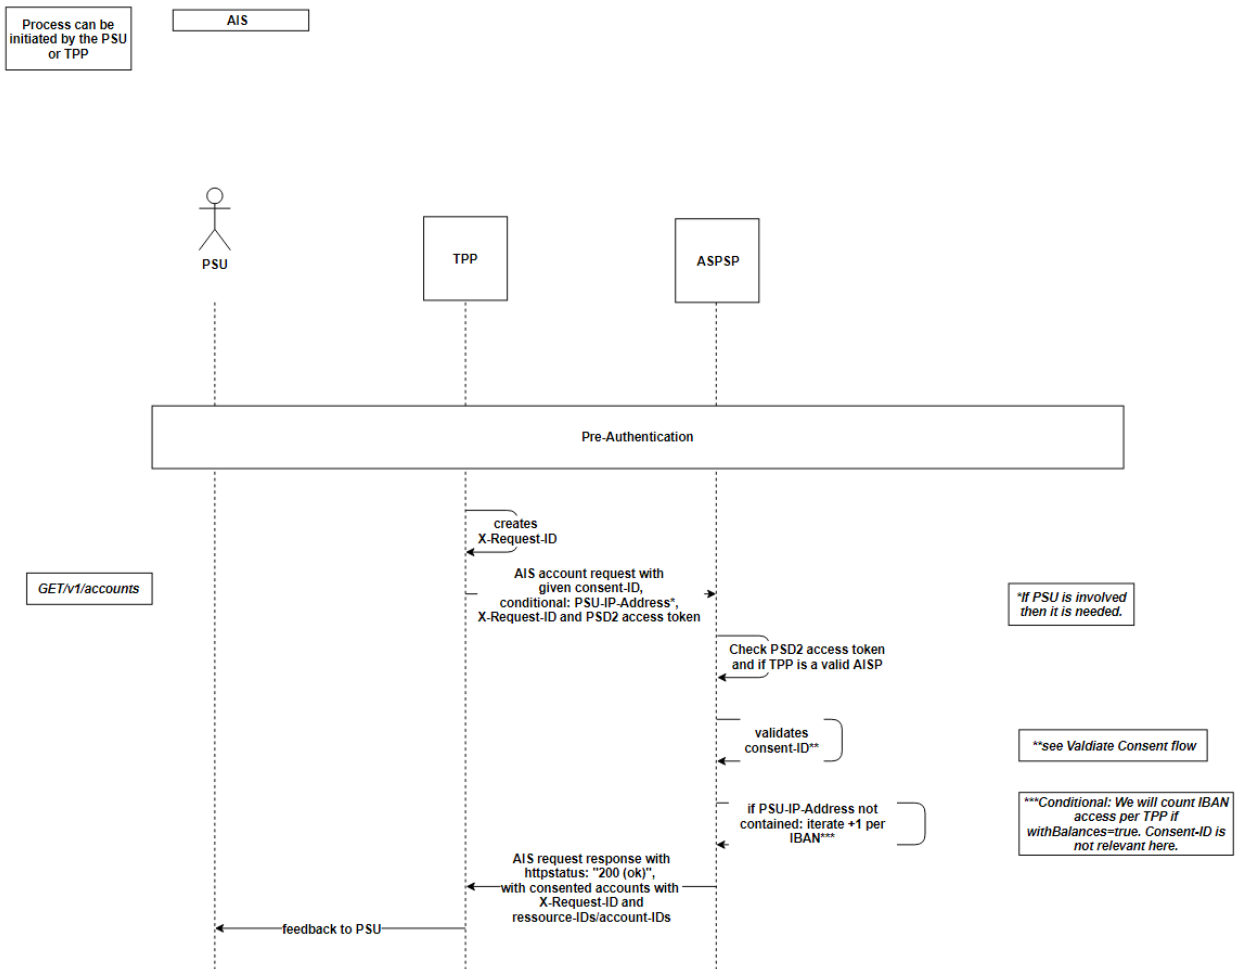 Process can be
initiated by the PSU
or TPP
AIS
PSU
TPP
ASPSP
Pre-Authentication
creates
X-Request-ID
GET/v1/accounts
AIS account request with
given consent-ID,
conditional: PSU-IP-Address*,
X-Request-ID and PSD2 access token
*If PSU is involved
then it is needed.
Check PSD2 access token
and if TPP is a valid AISP
validates
consent-ID**
**see Valdiate Consent flow
if PSU-IP-Address not
contained: iterate +1 per
IBAN***
***Conditional: We will count IBAN
access per TPP if
withBalances=true. Consent-ID is
not relevant here.
AIS request response with
httpstatus: "200 (ok)",
with consented accounts with
X-Request-ID and
ressource-IDs/account-IDs
feedback to PSU